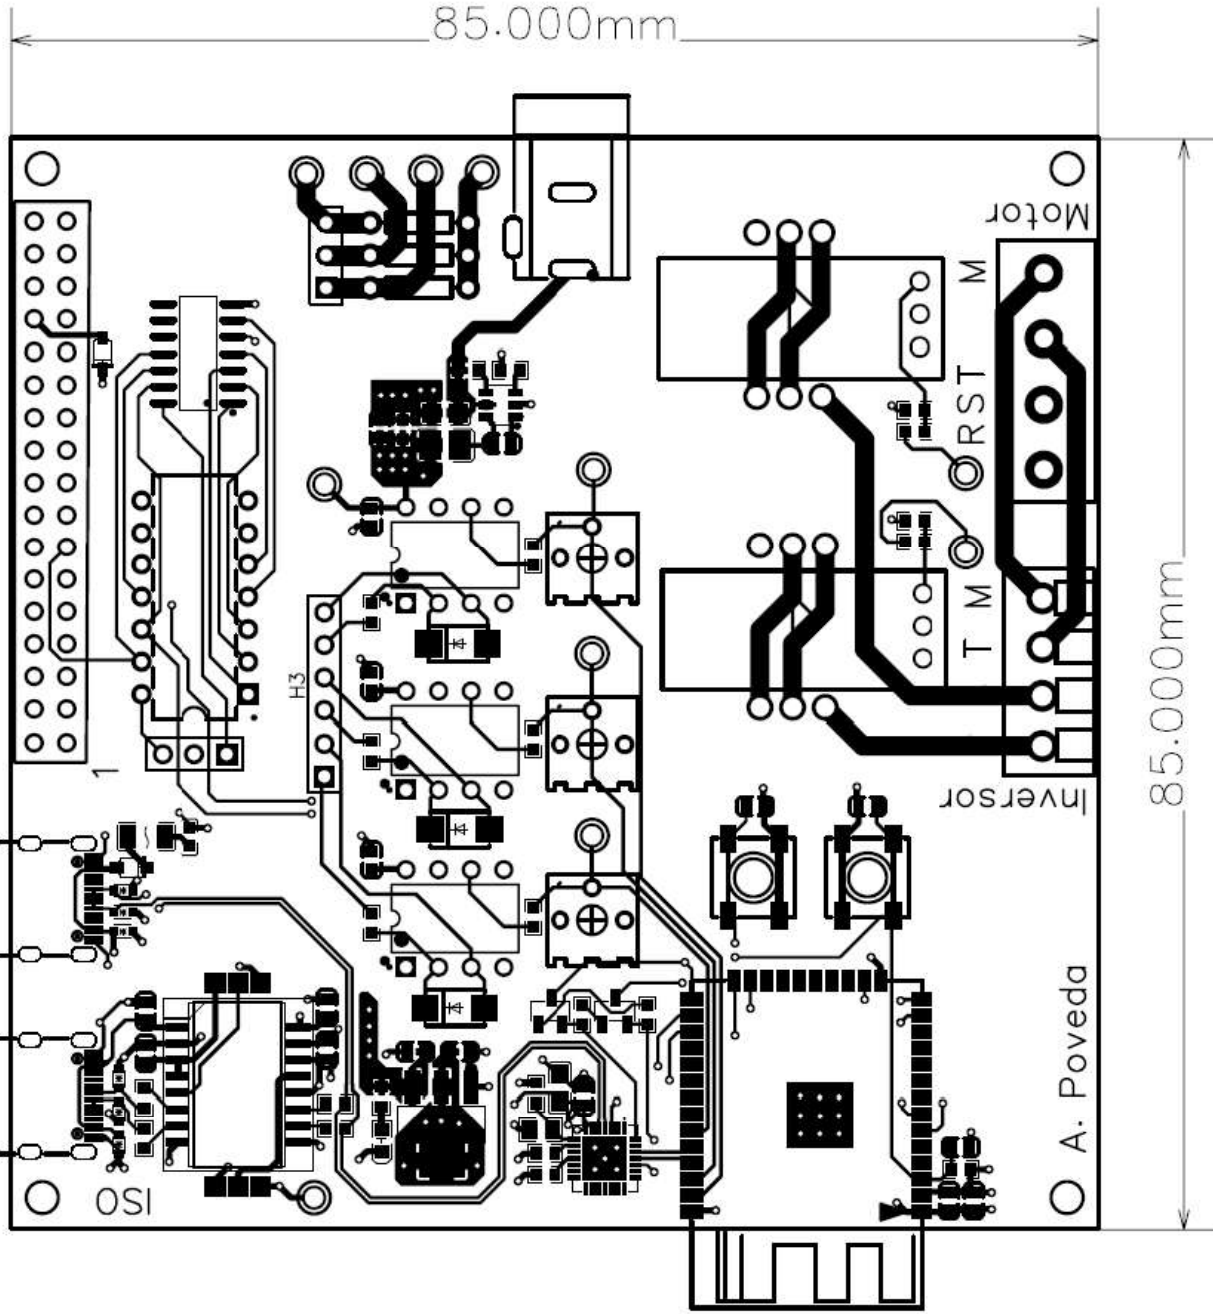 85.000mm
Motor
M
RST
T M
85.000mm
H3
1
Inversor
ISO
A. Poveda